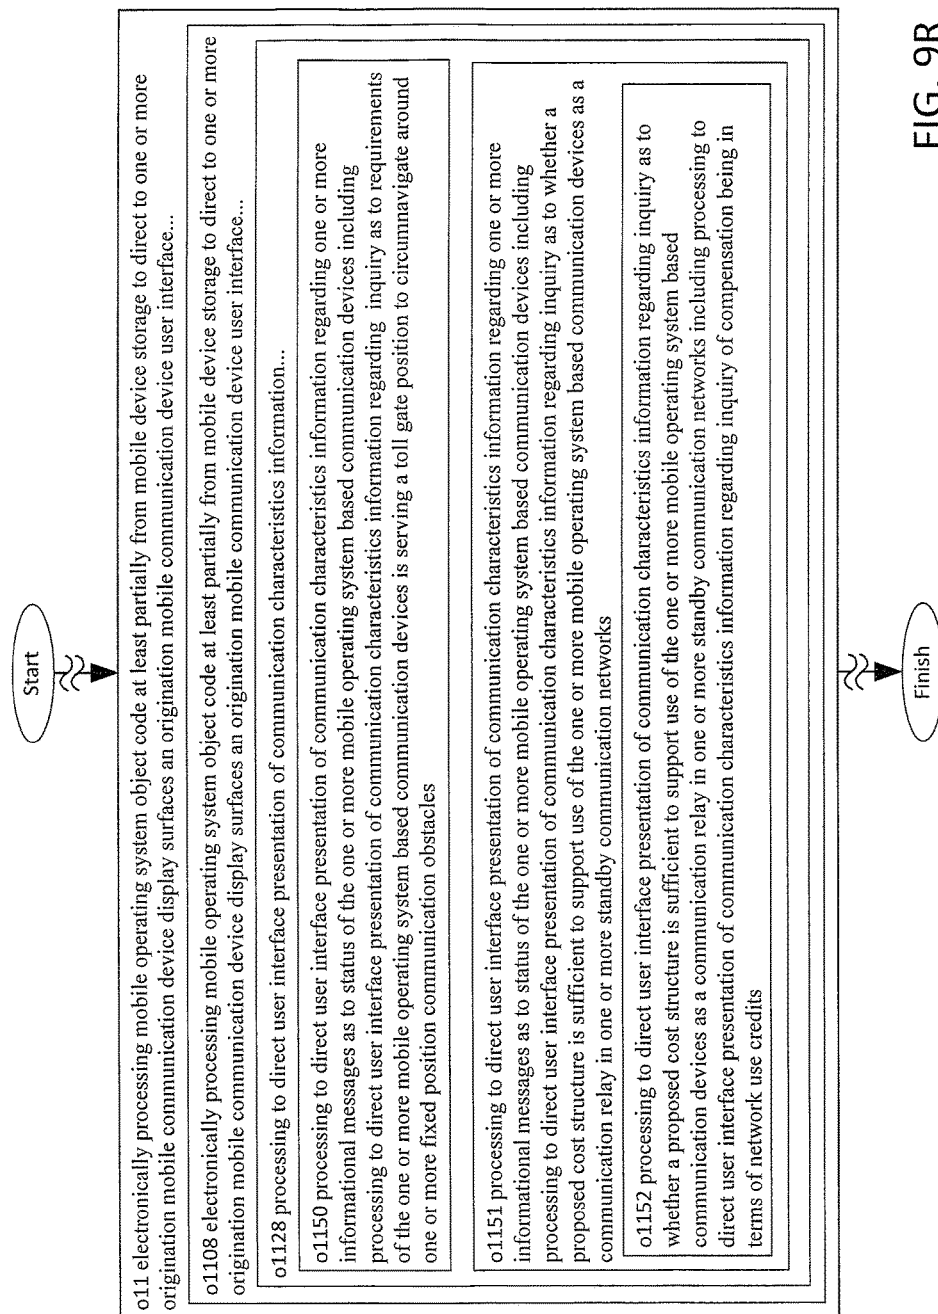 Start
o11 electronically processing mobile operating system object code at least partially from mobile device storage to direct to one or more
origination mobile communication device display surfaces an origination mobile communication device user interface...
o1108 electronically processing mobile operating system object code at least partially from mobile device storage to direct to one or more
origination mobile communication device display surfaces an origination mobile communication device user interface...
o1128 processing to direct user interface presentation of communication characteristics information...
o1150 processing to direct user interface presentation of communication characteristics information regarding one or more
informational messages as to status of the one or more mobile operating system based communication devices including
processing to direct user interface presentation of communication characteristics information regarding inquiry as to requirements
of the one or more mobile operating system based communication devices is serving a toll gate position to circumnavigate around
one or more fixed position communication obstacles
o1151 processing to direct user interface presentation of communication characteristics information regarding one or more
informational messages as to status of the one or more mobile operating system based communication devices including
processing to direct user interface presentation of communication characteristics information regarding inquiry as to whether a
proposed cost structure is sufficient to support use of the one or more mobile operating system based communication devices as a
communication relay in one or more standby communication networks
o1152 processing to direct user interface presentation of communication characteristics information regarding inquiry as to
whether a proposed cost structure is sufficient to support use of the one or more mobile operating system based
communication devices as a communication relay in one or more standby communication networks including processing to
direct user interface presentation of communication characteristics information regarding inquiry of compensation being in
terms of network use credits
Finish
FIG. 9R